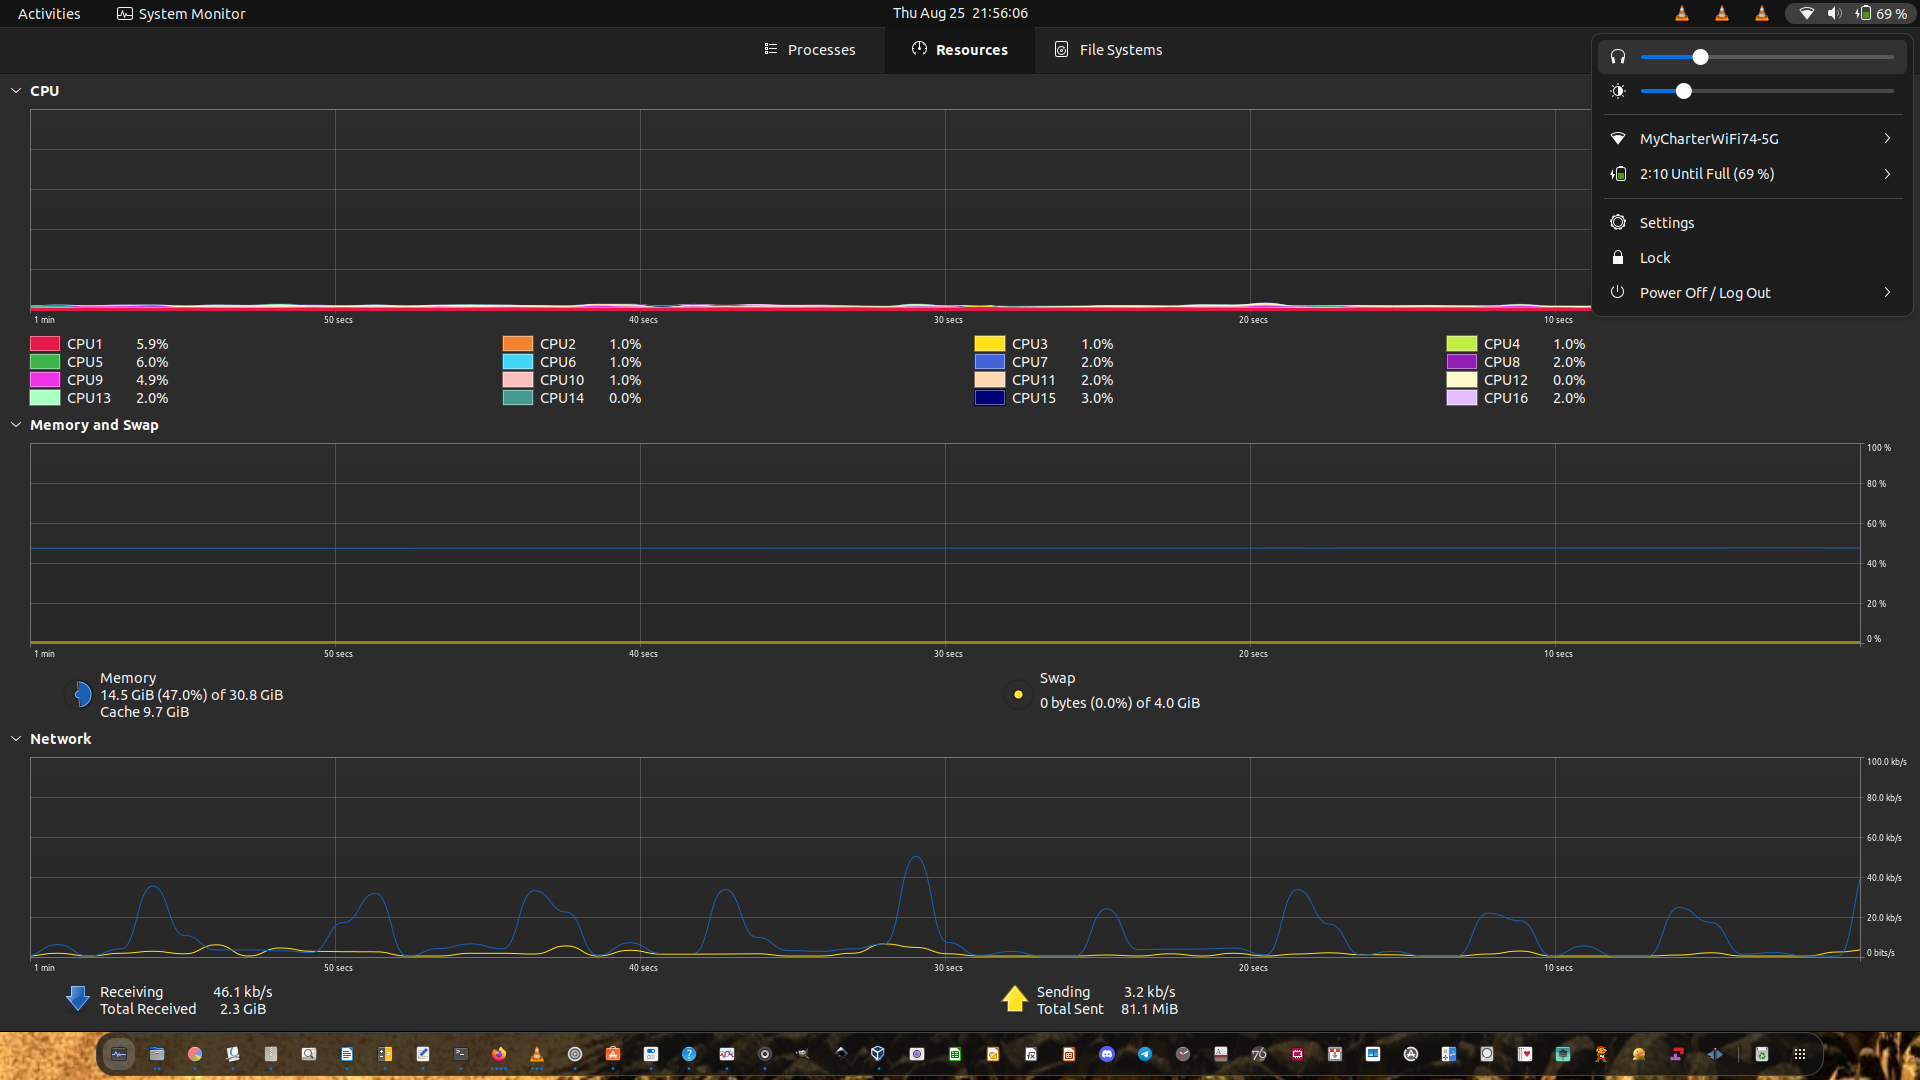 Activities
System Monitor
Thu Aug 25 21:56:06
69 %
Processes
Resources
File Systems
MyCharterWiFi74-5G
2:10 Until Full (69 %)
Settings
Lock
Power Off / Log Out
CPU
1 min 50 secs 40 secs 30 secs 20 secs 10 secs
CPU1 5.9% CPU2 1.0% CPU3 1.0% CPU4 1.0%
CPU5 6.0% CPU6 1.0% CPU7 2.0% CPU8 2.0%
CPU9 4.9% CPU10 1.0% CPU11 2.0% CPU12 0.0%
CPU13 2.0% CPU14 0.0% CPU15 3.0% CPU16 2.0%
Memory and Swap
100 %
80 %
60 %
40 %
20 %
0 %
1 min 50 secs 40 secs 30 secs 20 secs 10 secs
Memory
14.5 GiB (47.0%) of 30.8 GiB
Cache 9.7 GiB
Swap
0 bytes (0.0%) of 4.0 GiB
Network
100.0 kb/s
80.0 kb/s
60.0 kb/s
40.0 kb/s
20.0 kb/s
0 bits/s
1 min 50 secs 40 secs 30 secs 20 secs 10 secs
Receiving 46.1 kb/s
Total Received 2.3 GiB
Sending 3.2 kb/s
Total Sent 81.1 MiB
76